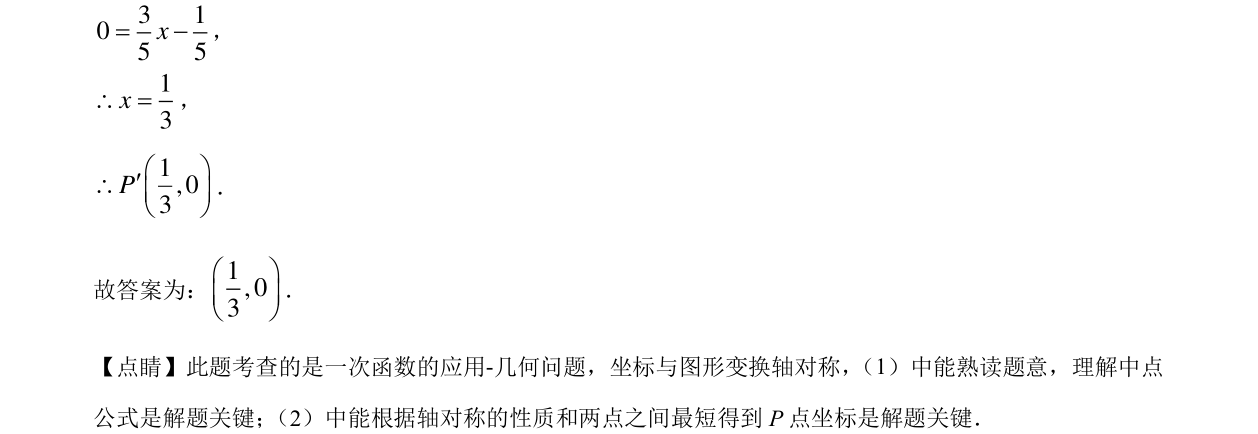 0 = 3/5 x − 1/5，
∴ x = 1/3，
∴ P′(1/3, 0)．
故答案为：(1/3, 0)．
【点睛】此题考查的是一次函数的应用-几何问题，坐标与图形变换轴对称，（1）中能熟读题意，理解中点
公式是解题关键；（2）中能根据轴对称的性质和两点之间最短得到 P 点坐标是解题关键．